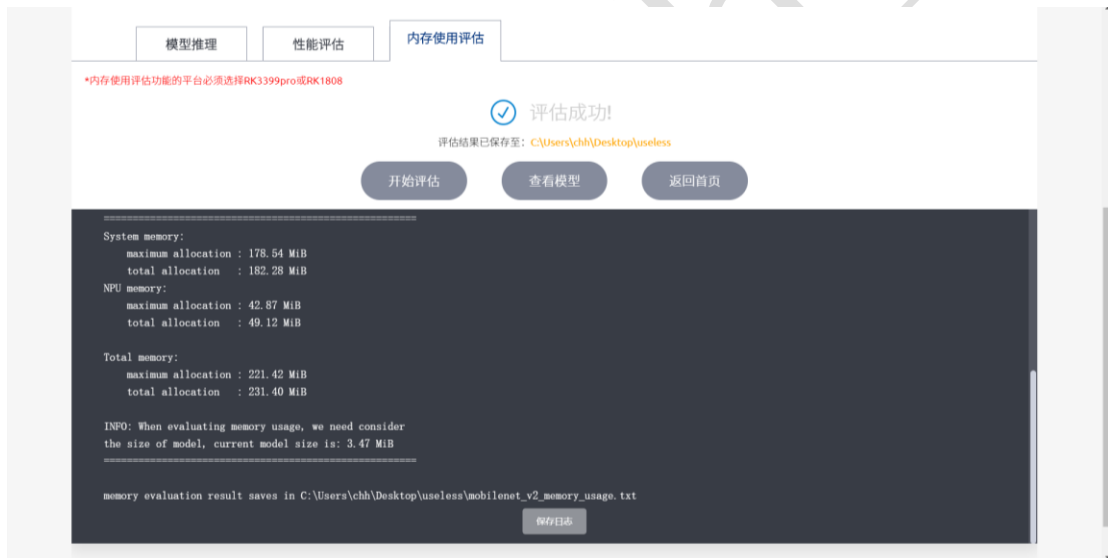 模型推理
性能评估
内存使用评估
*内存使用评估功能的平台必须选择RK3399pro或RK1808
评估成功!
评估结果已保存至：C:\Users\chh\Desktop\useless
开始评估
查看模型
返回首页
System memory:
maximum allocation : 178.54 MiB
total allocation : 182.28 MiB
NPU memory:
maximum allocation : 42.87 MiB
total allocation : 49.12 MiB
Total memory:
maximum allocation : 221.42 MiB
total allocation : 231.40 MiB
INFO: When evaluating memory usage, we need consider
the size of model, current model size is: 3.47 MiB
memory evaluation result saves in C:\Users\chh\Desktop\useless\mobilenet_v2_memory_usage.txt
保存日志